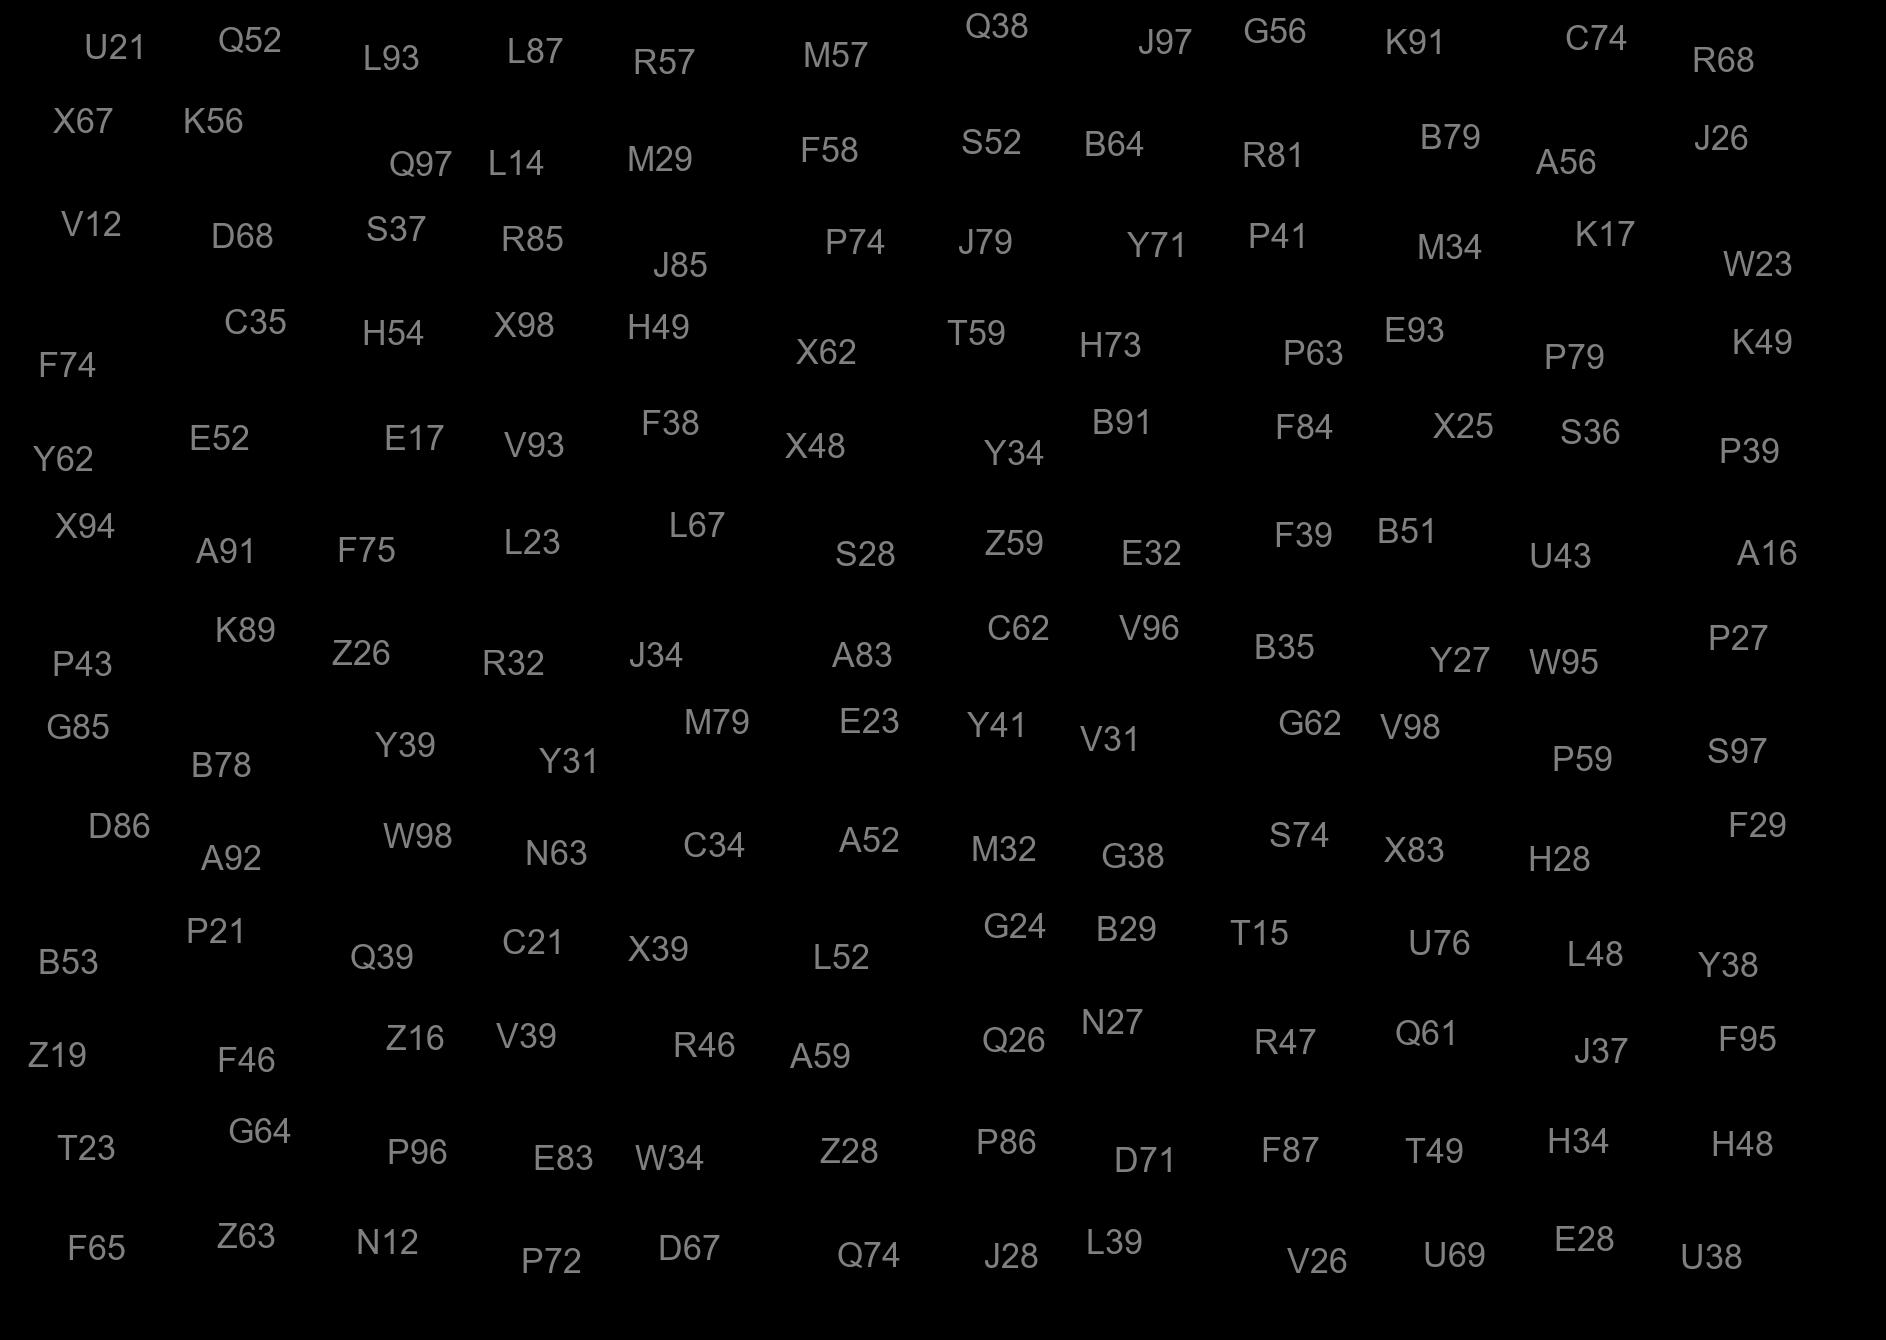 U21 Q52 L93 L87 R57 M57 Q38 J97 G56 K91 C74 R68
X67 K56 Q97 L14 M29 F58 S52 B64 R81 B79 A56 J26
V12 D68 S37 R85 J85 P74 J79 Y71 P41 M34 K17 W23
F74 C35 H54 X98 H49 X62 T59 H73 P63 E93 P79 K49
Y62 E52 E17 V93 F38 X48 Y34 B91 F84 X25 S36 P39
X94 A91 F75 L23 L67 S28 Z59 E32 F39 B51 U43 A16
P43 K89 Z26 R32 J34 A83 C62 V96 B35 Y27 W95 P27
G85 B78 Y39 Y31 M79 E23 Y41 V31 G62 V98 P59 S97
D86 A92 W98 N63 C34 A52 M32 G38 S74 X83 H28 F29
B53 P21 Q39 C21 X39 L52 G24 B29 T15 U76 L48 Y38
Z19 F46 Z16 V39 R46 A59 Q26 N27 R47 Q61 J37 F95
T23 G64 P96 E83 W34 Z28 P86 D71 F87 T49 H34 H48
F65 Z63 N12 P72 D67 Q74 J28 L39 V26 U69 E28 U38